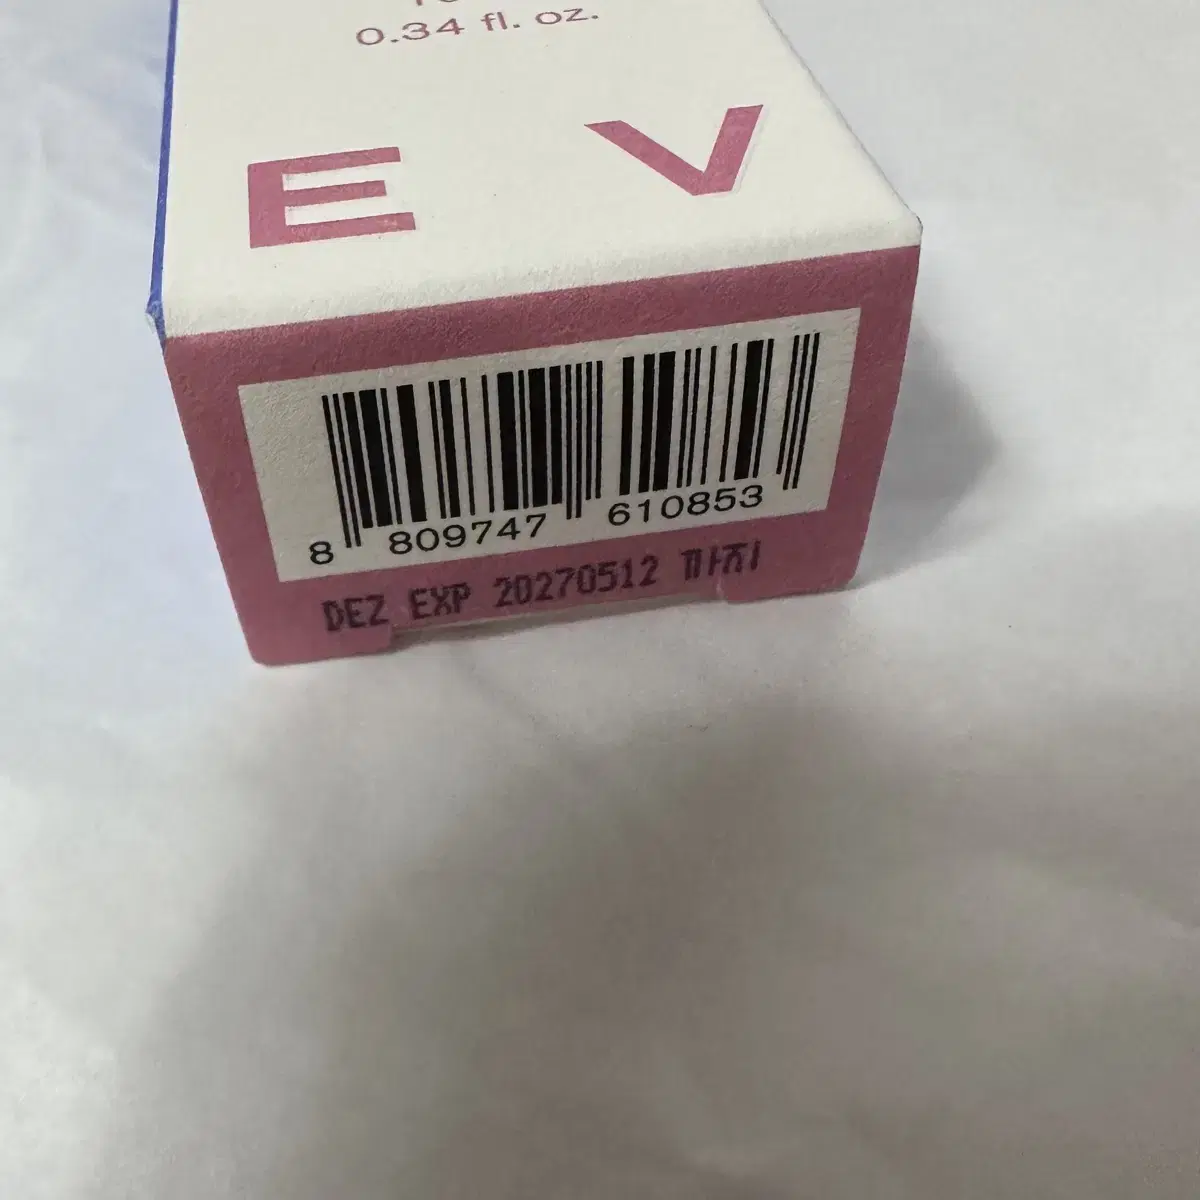 0.34 fl. oz.
E V
8 809747 610853
DEZ EXP 20270512 까지